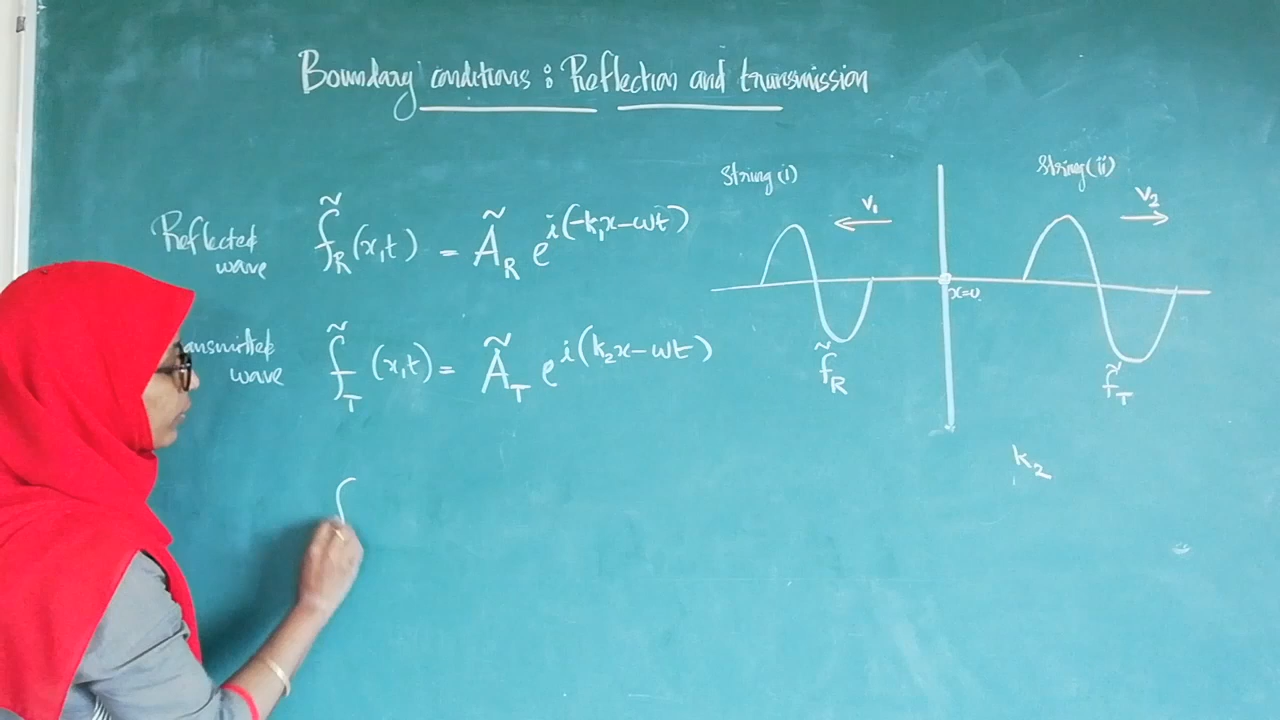 Boundary conditions : Reflection and transmission
String (i)
String (ii)
Reflected wave
f̃_R (x,t) = Ã_R e^{i(-k₁x-ωt)}
wave
f̃_T (x,t) = Ã_T e^{i(k₂x-ωt)}
v₁
v₂
x=0
f̃_R
f̃_T
k₂